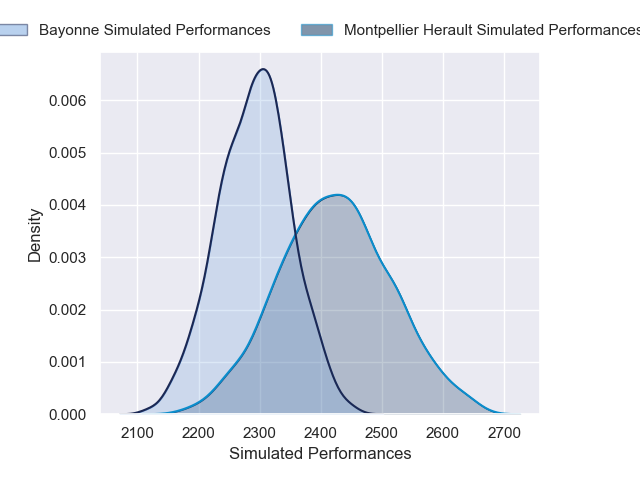 Bayonne Simulated Performances
Montpellier Herault Simulated Performances
0.006
0.005
0.004
0.003
0.002
0.001
0.000
Density
2100 2200 2300 2400 2500 2600 2700
Simulated Performances